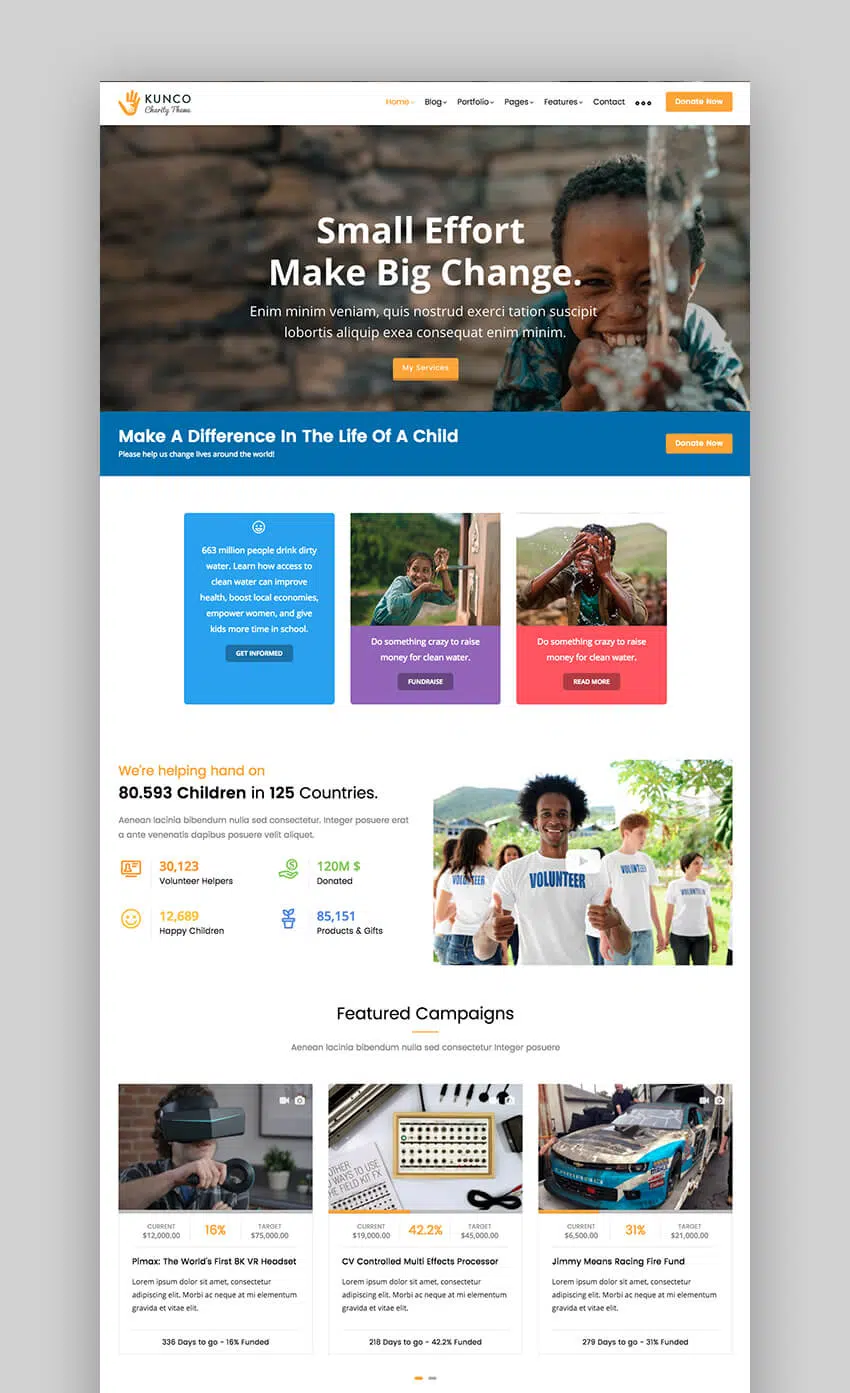 KUNCO
Charity Theme
Home Blog Portfolio Pages Features Contact Donate Now
Small Effort
Make Big Change.
Enim minim veniam, quis nostrud exerci tation suscipit
lobortis aliquip exea consequat enim minim.
My Services
Make A Difference In The Life Of A Child
Please help us change lives around the world!
Donate Now
663 million people drink dirty
water. Learn how access to
clean water can improve
health, boost local economies,
empower women, and give
kids more time in school.
GET INFORMED
Do something crazy to raise
money for clean water.
FUNDRAISE
Do something crazy to raise
money for clean water.
READ MORE
We're helping hand on
80.593 Children in 125 Countries.
Aenean lacinia bibendum nulla sed consectetur. Integer posuere erat
a ante venenatis dapibus posuere velit aliquet.
30,123
Volunteer Helpers
120M $
Donated
12,689
Happy Children
85,151
Products & Gifts
VOLUNTEER
VOLUNTEER
VOLUNTEER
VOLUNTEER
Featured Campaigns
Aenean lacinia bibendum nulla sed consectetur Integer posuere
CURRENT
$12,000.00
16%
TARGET
$75,000.00
Pimax: The World's First 8K VR Headset
Lorem ipsum dolor sit amet, consectetur
adipiscing elit. Morbi ac neque at mi elementum
gravida et vitae elit.
336 Days to go - 16% Funded
OTHER
WAYS TO USE
THE FIELD KIT FX
CURRENT
$19,000.00
42.2%
TARGET
$45,000.00
CV Controlled Multi Effects Processor
Lorem ipsum dolor sit amet, consectetur
adipiscing elit. Morbi ac neque at mi elementum
gravida et vitae elit.
218 Days to go - 42.2% Funded
CURRENT
$6,500.00
31%
TARGET
$21,000.00
Jimmy Means Racing Fire Fund
Lorem ipsum dolor sit amet, consectetur
adipiscing elit. Morbi ac neque at mi elementum
gravida et vitae elit.
279 Days to go - 31% Funded